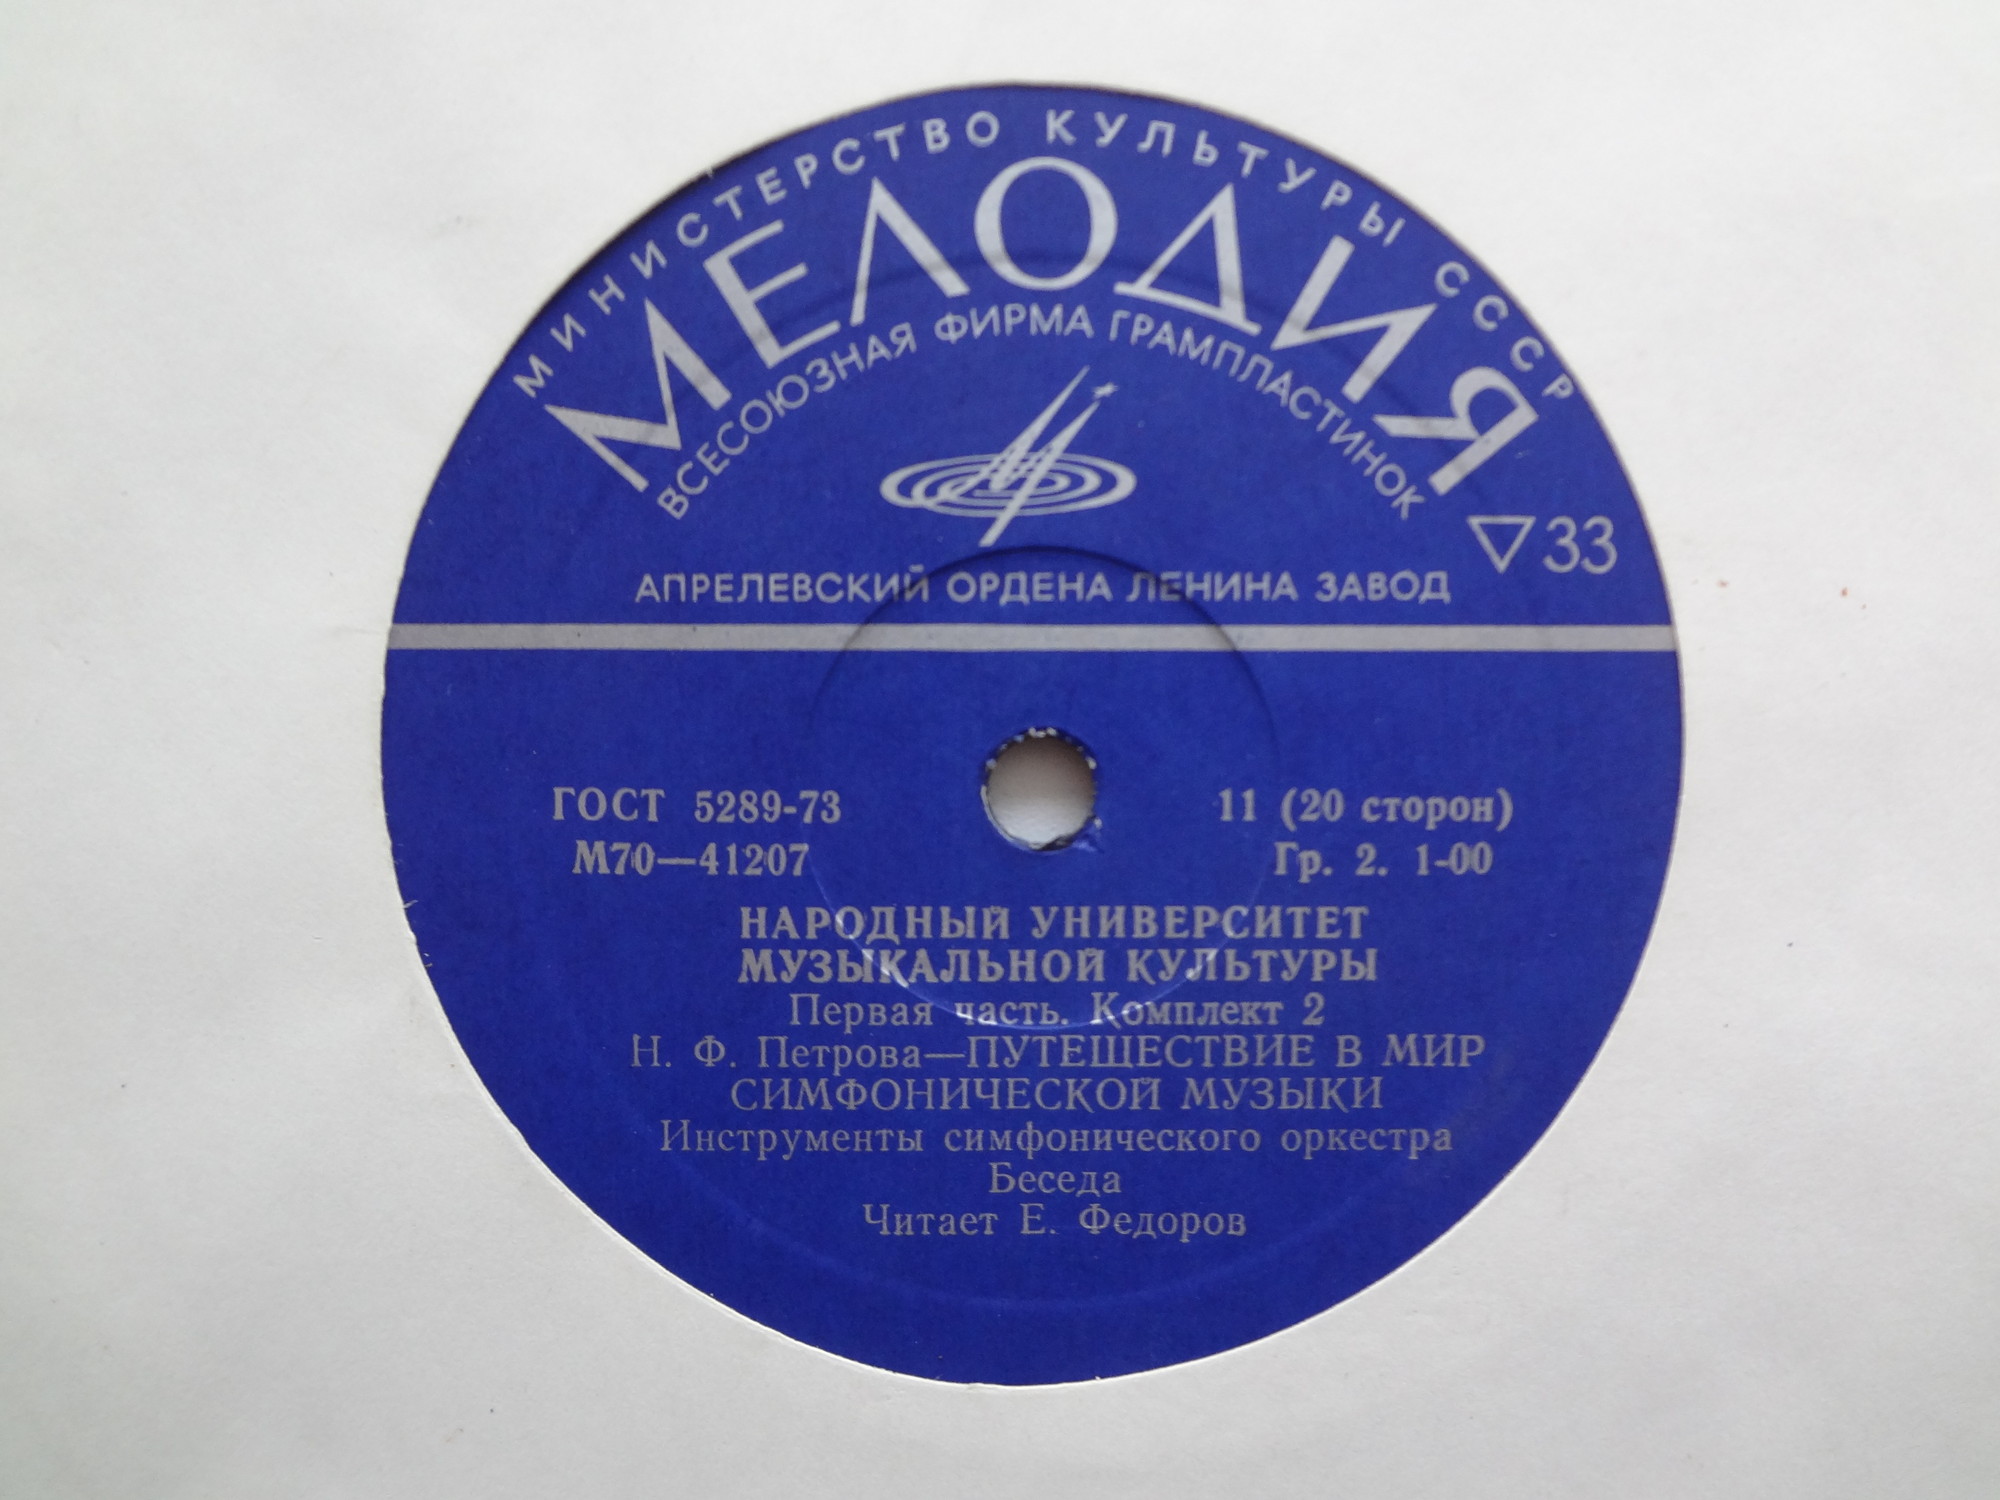 МИНИСТЕРСТВО КУЛЬТУРЫ СССР
МЕЛОДИЯ
ВСЕСОЮЗНАЯ ФИРМА ГРАМПЛАСТИНОК
33
АПРЕЛЕВСКИЙ ОРДЕНА ЛЕНИНА ЗАВОД
ГОСТ 5289-73
11 (20 сторон)
М70—41207
Гр. 2. 1-00
НАРОДНЫЙ УНИВЕРСИТЕТ
МУЗЫКАЛЬНОЙ КУЛЬТУРЫ
Первая часть. Комплект 2
Н. Ф. Петрова—ПУТЕШЕСТВИЕ В МИР
СИМФОНИЧЕСКОЙ МУЗЫКИ
Инструменты симфонического оркестра
Беседа
Читает Е. Федоров